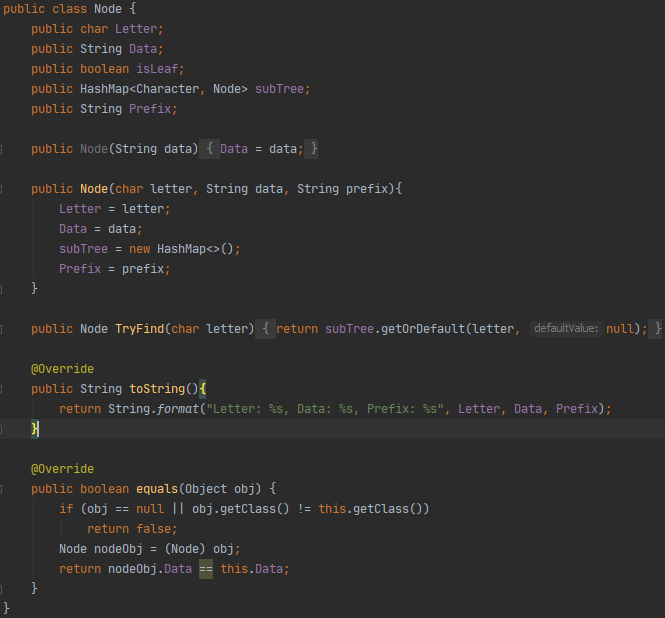 public class Node {
public char Letter;
public String Data;
public boolean isLeaf;
public HashMap<Character, Node> subTree;
public String Prefix;
public Node(String data) { Data = data; }
public Node(char letter, String data, String prefix){
Letter = letter;
Data = data;
subTree = new HashMap<>();
Prefix = prefix;
}
public Node TryFind(char letter) { return subTree.getOrDefault(letter, defaultValue: null); }
@Override
public String toString(){
return String.format("Letter: %s, Data: %s, Prefix: %s", Letter, Data, Prefix);
}
@Override
public boolean equals(Object obj) {
if (obj == null || obj.getClass() != this.getClass())
return false;
Node nodeObj = (Node) obj;
return nodeObj.Data == this.Data;
}
}